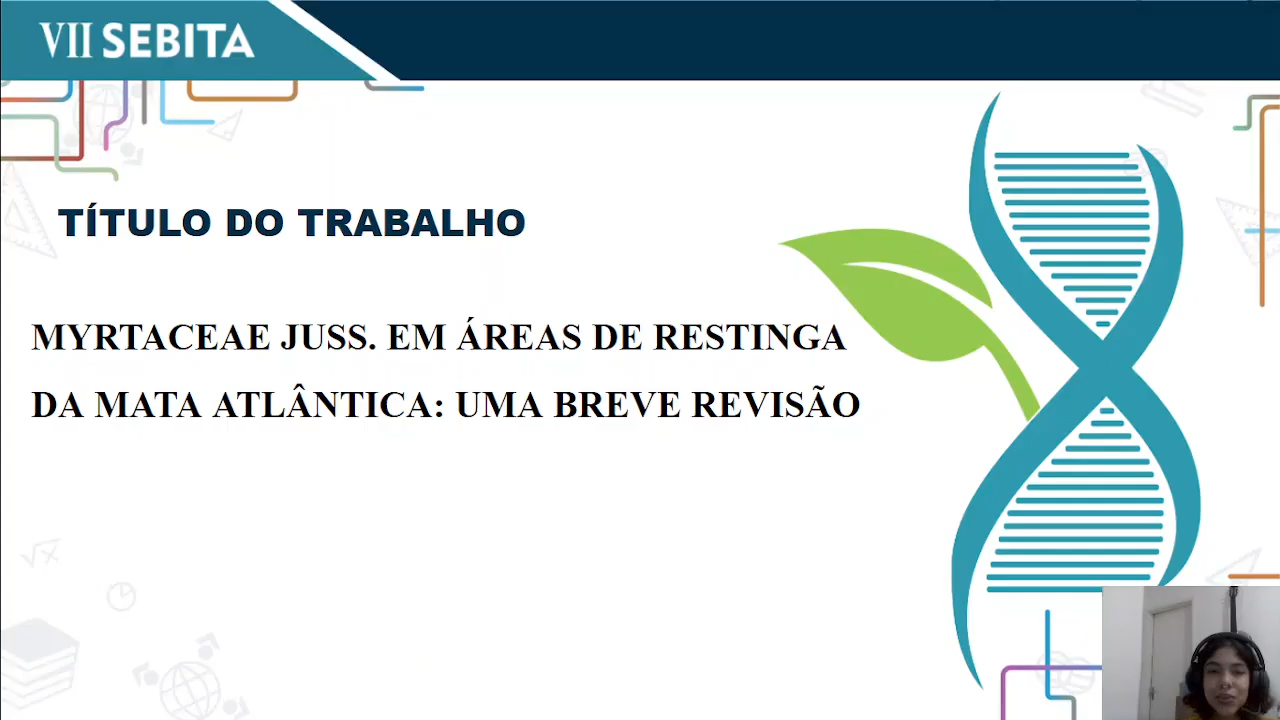 VII SEBITA
TÍTULO DO TRABALHO
MYRTACEAE JUSS. EM ÁREAS DE RESTINGA
DA MATA ATLÂNTICA: UMA BREVE REVISÃO